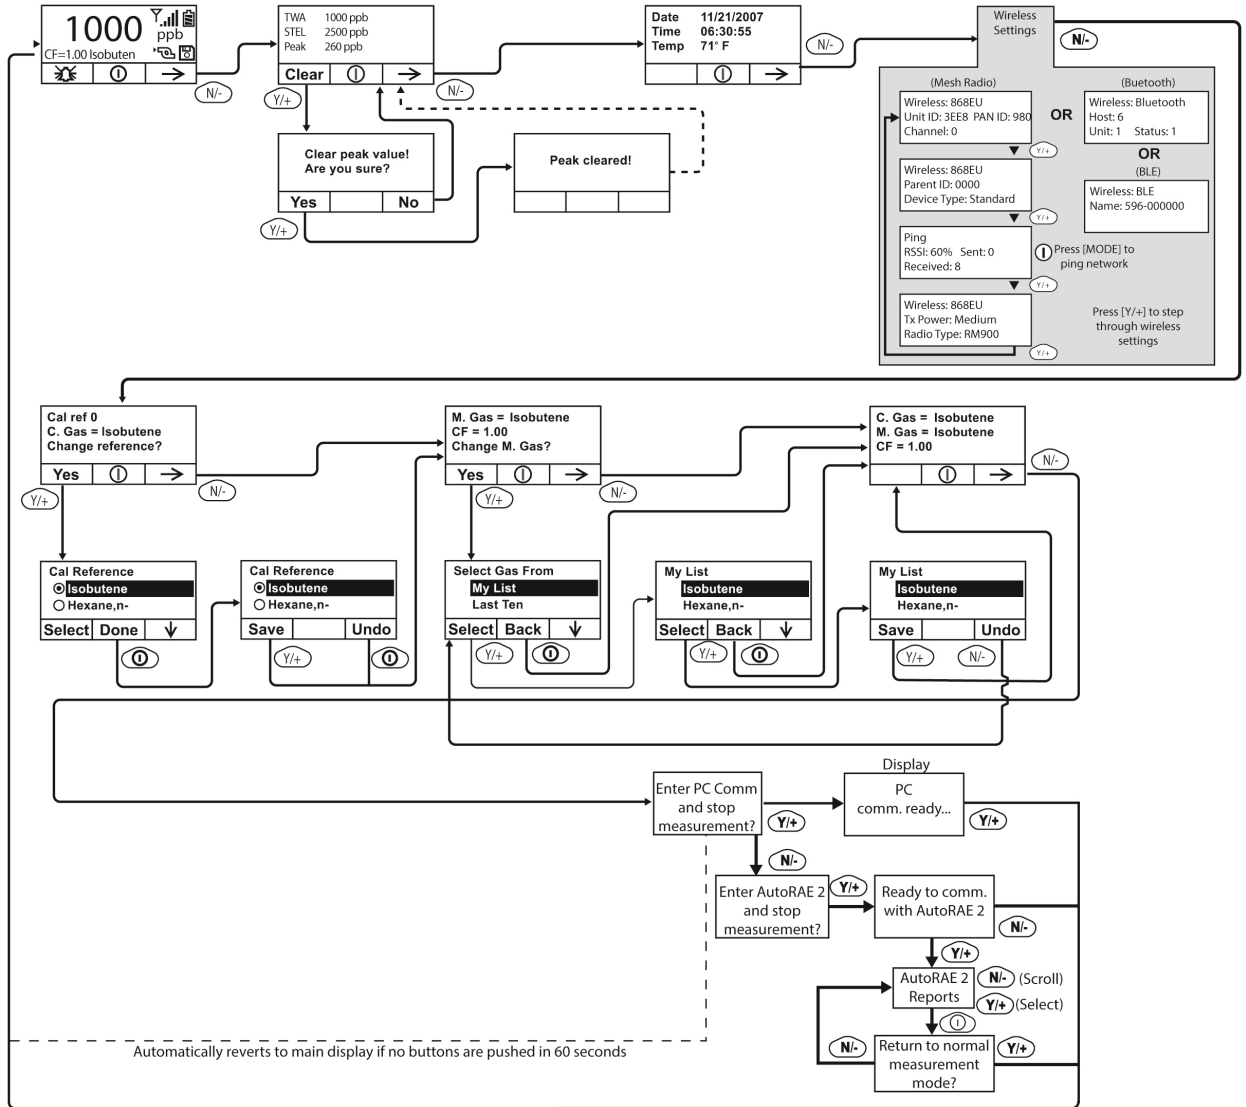 1000
ppb
CF=1.00 Isobuten
N/-
TWA 1000 ppb
STEL 2500 ppb
Peak 260 ppb
Clear
Y/+
N/-
Clear peak value!
Are you sure?
Yes No
Y/+
Peak cleared!
Date 11/21/2007
Time 06:30:55
Temp 71° F
N/-
Wireless
Settings
N/-
(Mesh Radio)
Wireless: 868EU
Unit ID: 3EE8 PAN ID: 980
Channel: 0
Y/+
Wireless: 868EU
Parent ID: 0000
Device Type: Standard
Y/+
Ping
RSSI: 60% Sent: 0
Received: 8
Y/+
Press [MODE] to
ping network
Wireless: 868EU
Tx Power: Medium
Radio Type: RM900
Y/+
Press [Y/+] to step
through wireless
settings
OR
(Buetooth)
Wireless: Bluetooth
Host: 6
Unit: 1 Status: 1
OR
(BLE)
Wireless: BLE
Name: 596-000000
Cal ref 0
C. Gas = Isobutene
Change reference?
Yes
Y/+
N/-
M. Gas = Isobutene
CF = 1.00
Change M. Gas?
Yes
Y/+
N/-
C. Gas = Isobutene
M. Gas = Isobutene
CF = 1.00
N/-
Cal Reference
Isobutene
Hexane,n-
Select Done
Cal Reference
Isobutene
Hexane,n-
Save Undo
Y/+
Select Gas From
My List
Last Ten
Select Back
Y/+
My List
Isobutene
Hexane,n-
Select Back
Y/+
My List
Isobutene
Hexane,n-
Save Undo
Y/+
N/-
Enter PC Comm
and stop
measurement?
Y/+
N/-
Display
PC
comm. ready...
Y/+
Enter AutoRAE 2
and stop
measurement?
Y/+
Ready to comm.
with AutoRAE 2
N/-
Y/+
AutoRAE 2
Reports
N/- (Scroll)
Y/+ (Select)
Return to normal
measurement
mode?
N/-
Y/+
Automatically reverts to main display if no buttons are pushed in 60 seconds